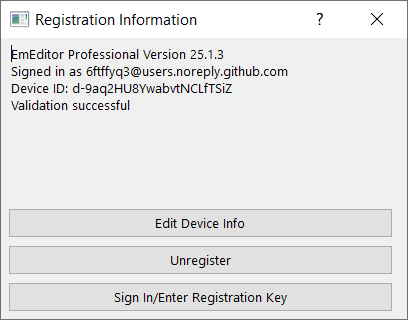 Registration Information
?
EmEditor Professional Version 25.1.3
Signed in as 6ftffyq3@users.noreply.github.com
Device ID: d-9aq2HU8YwabvtNCLfTSiZ
Validation successful
Edit Device Info
Unregister
Sign In/Enter Registration Key